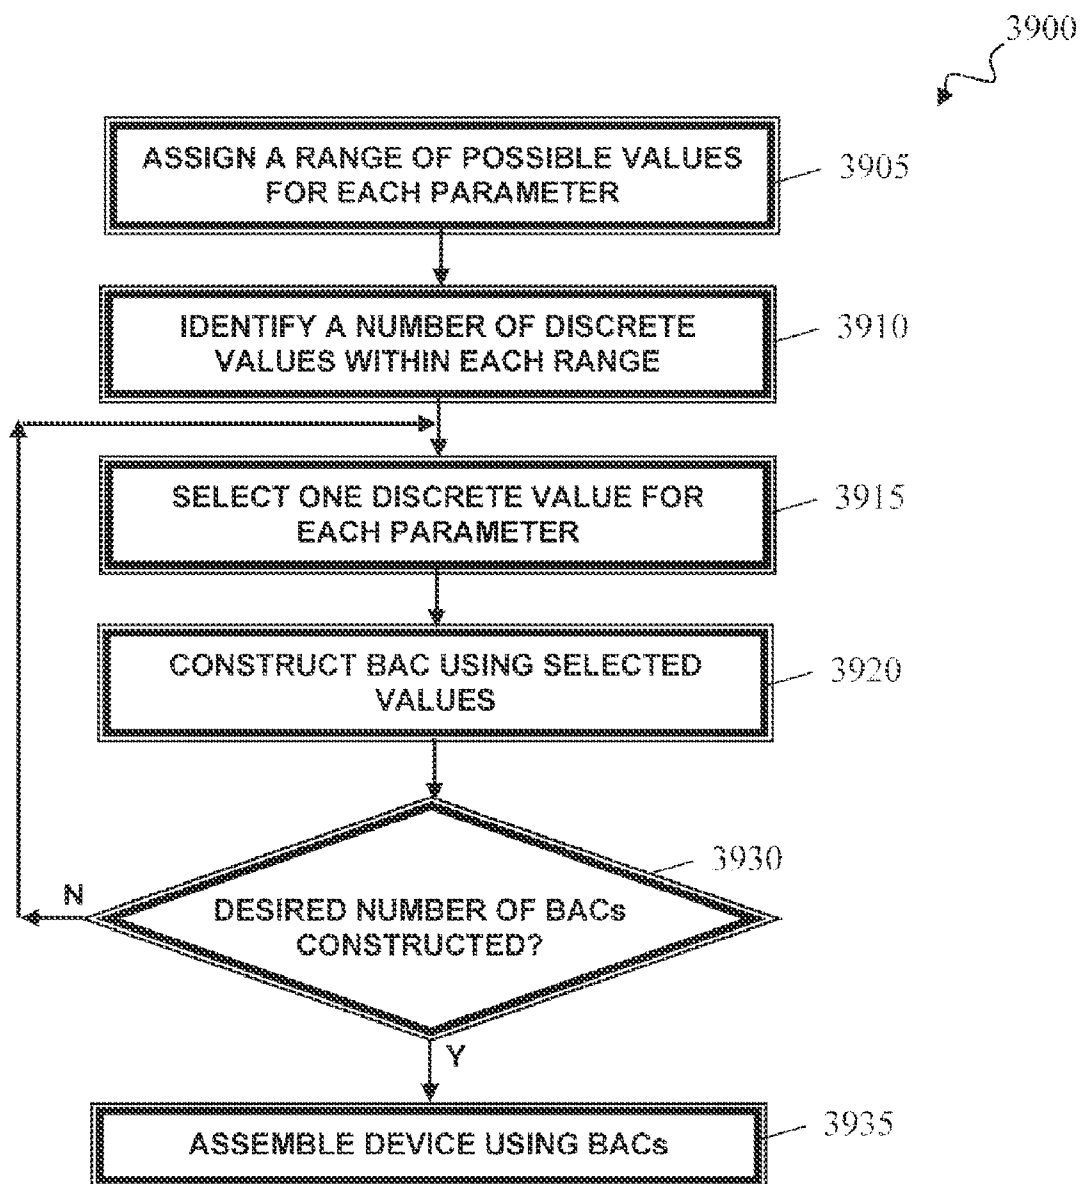 3900
ASSIGN A RANGE OF POSSIBLE VALUES
FOR EACH PARAMETER
3905
IDENTIFY A NUMBER OF DISCRETE
VALUES WITHIN EACH RANGE
3910
SELECT ONE DISCRETE VALUE FOR
EACH PARAMETER
3915
CONSTRUCT BAC USING SELECTED
VALUES
3920
DESIRED NUMBER OF BACs
CONSTRUCTED?
3930
N
Y
ASSEMBLE DEVICE USING BACs
3935